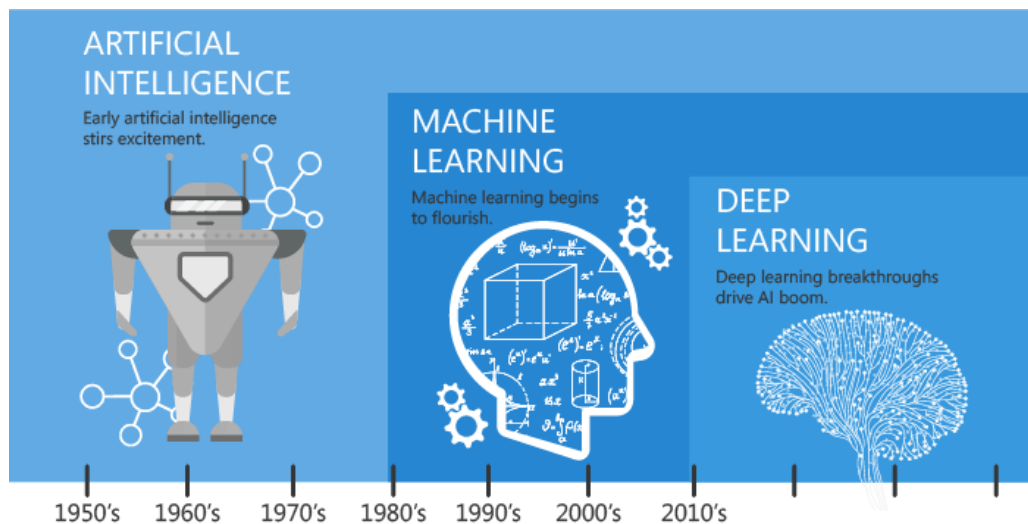 ARTIFICIAL
INTELLIGENCE
Early artificial intelligence
stirs excitement.
MACHINE
LEARNING
Machine learning begins
to flourish.
DEEP
LEARNING
Deep learning breakthroughs
drive AI boom.
1950's 1960's 1970's 1980's 1990's 2000's 2010's